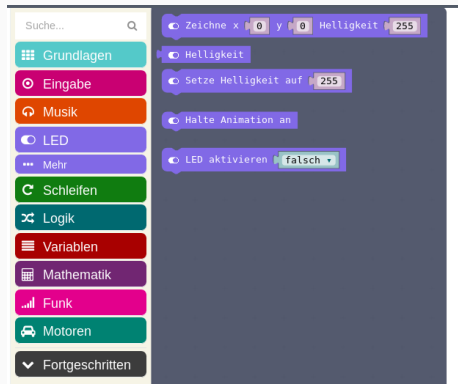 Suche...
Grundlagen
Eingabe
Musik
LED
Mehr
Schleifen
Logik
Variablen
Mathematik
Funk
Motoren
Fortgeschritten
Zeichne x 0 y 0 Helligkeit 255
Helligkeit
Setze Helligkeit auf 255
Halte Animation an
LED aktivieren falsch